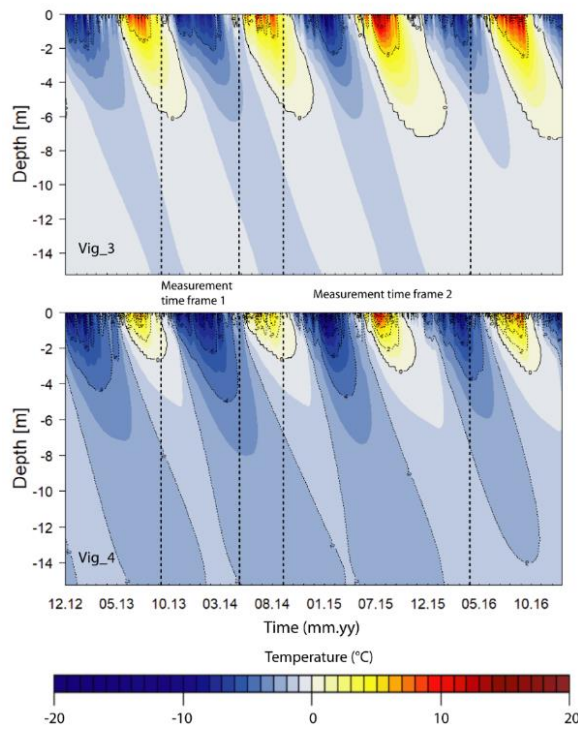 0
-2
-4
-6
-8
-10
-12
-14
Depth [m]
Vig_3
Measurement
time frame 1
Measurement time frame 2
0
-2
-4
-6
-8
-10
-12
-14
Depth [m]
Vig_4
12.12 05.13 10.13 03.14 08.14 01.15 07.15 12.15 05.16 10.16
Time (mm.yy)
Temperature (°C)
-20 -10 0 10 20